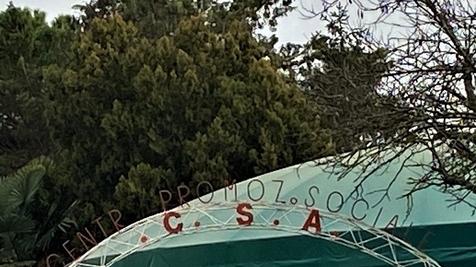 CENTR PROMOZ. SOCIA
.C.S.A.